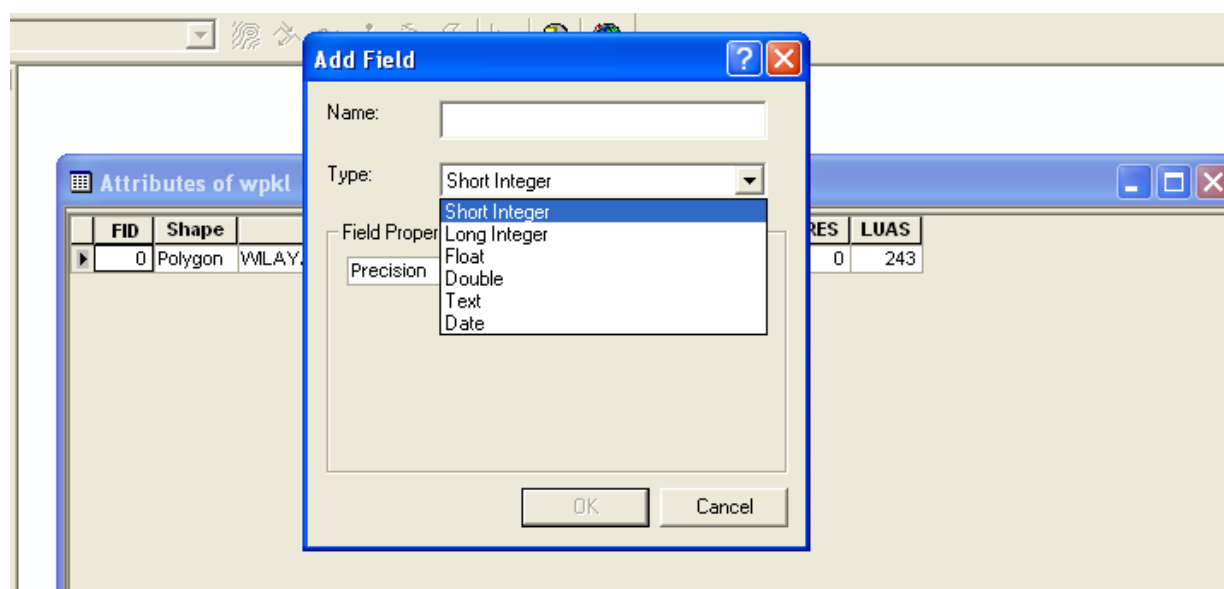 Add Field
Name:
Type:
Short Integer
Short Integer
Long Integer
Float
Double
Text
Date
Field Proper
Precision
OK
Cancel
Attributes of wpkl
FID Shape RES LUAS
0 Polygon WILAY. 0 243